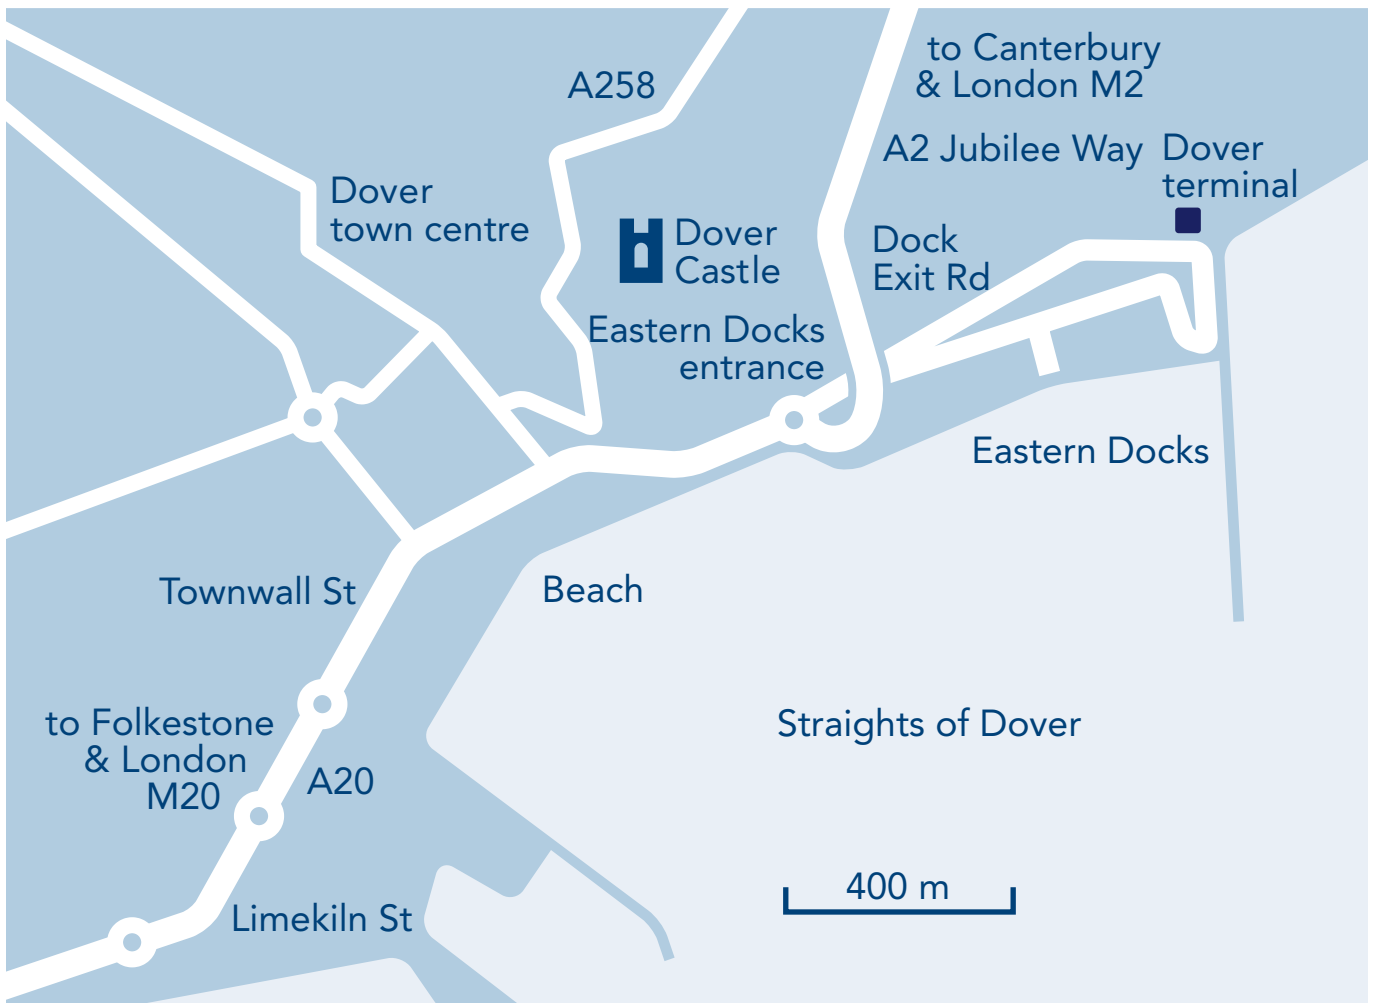 to Canterbury
& London M2
A258
A2 Jubilee Way
Dover
terminal
Dover
town centre
Dover
Castle
Dock
Exit Rd
Eastern Docks
entrance
Eastern Docks
Townwall St
Beach
to Folkestone
& London
M20
A20
Straights of Dover
400 m
Limekiln St